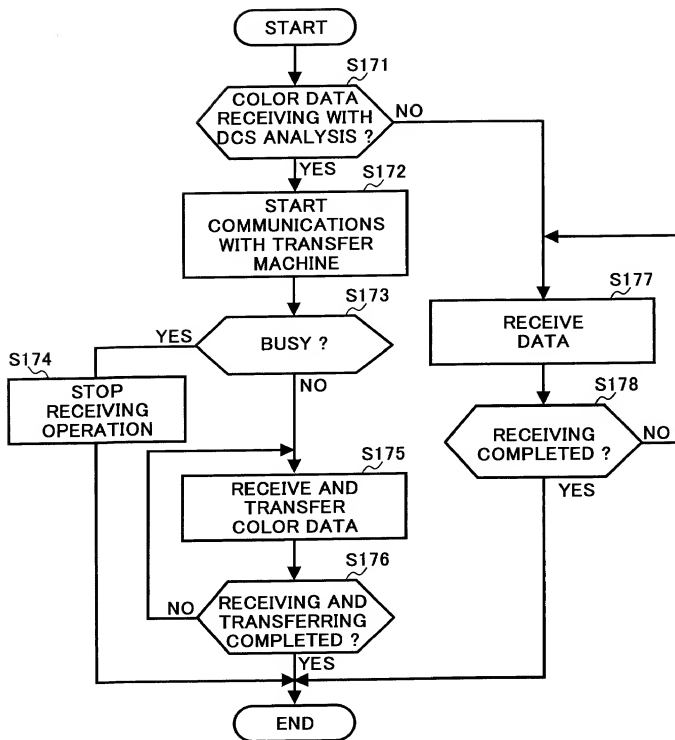 START
S171
COLOR DATA
RECEIVING WITH
DCS ANALYSIS ?
NO
YES
S172
START
COMMUNICATIONS
WITH TRANSFER
MACHINE
S173
BUSY ?
YES
NO
S174
STOP
RECEIVING
OPERATION
S175
RECEIVE AND
TRANSFER
COLOR DATA
S176
RECEIVING AND
TRANSFERRING
COMPLETED ?
NO
YES
S177
RECEIVE
DATA
S178
RECEIVING
COMPLETED ?
NO
YES
END